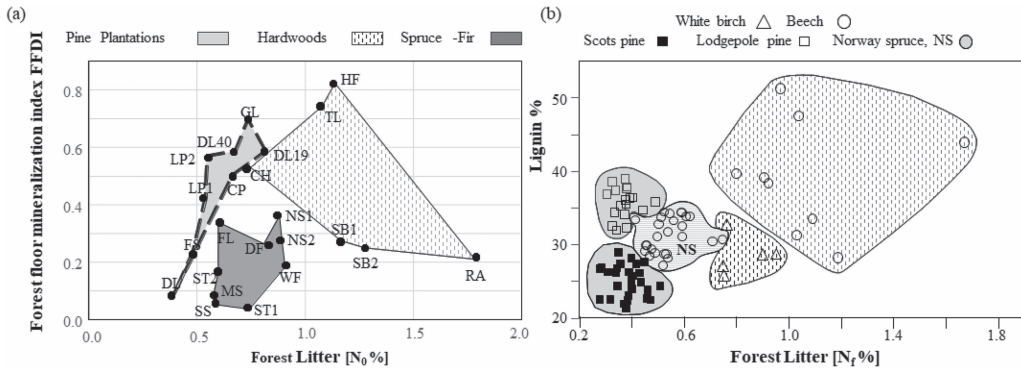 (a)
Pine Plantations Hardwoods Spruce -Fir
Forest floor mineralization index FFDI
0.8
0.6
0.4
0.2
0.0
HF
TL
GL
DL40
LP2
DL19
CH
CP
LP1
FS
FL
NS1
NS2
DF
SB1
SB2
RA
DL
ST2
MS
WF
SS
ST1
0.0 0.5 1.0 1.5 2.0
Forest Litter [N₀ %]
(b)
White birch Beech
Scots pine Lodgepole pine Norway spruce, NS
Lignin %
50
40
30
20
NS
0.2 0.6 1.0 1.4 1.8
Forest Litter [Nf %]